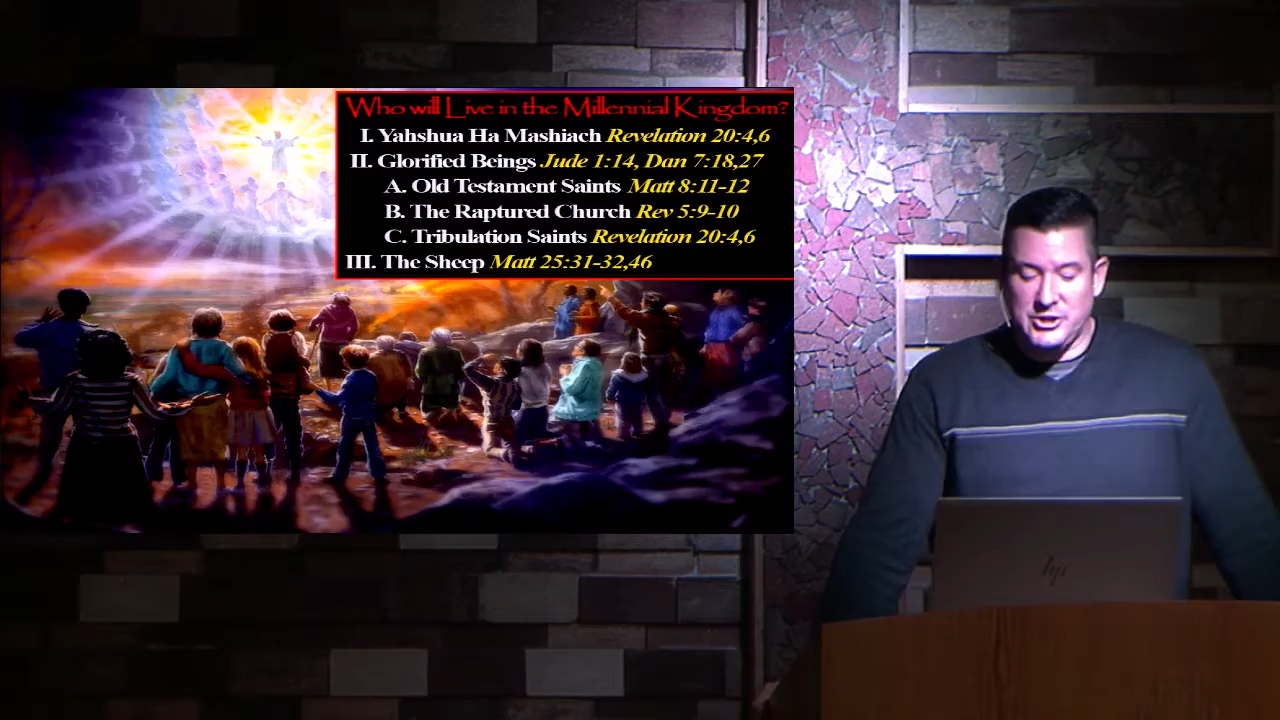 Who will Live in the Millennial Kingdom?
I. Yahshua Ha Mashiach Revelation 20:4,6
II. Glorified Beings Jude 1:14, Dan 7:18,27
A. Old Testament Saints Matt 8:11-12
B. The Raptured Church Rev 5:9-10
C. Tribulation Saints Revelation 20:4,6
III. The Sheep Matt 25:31-32,46
hp